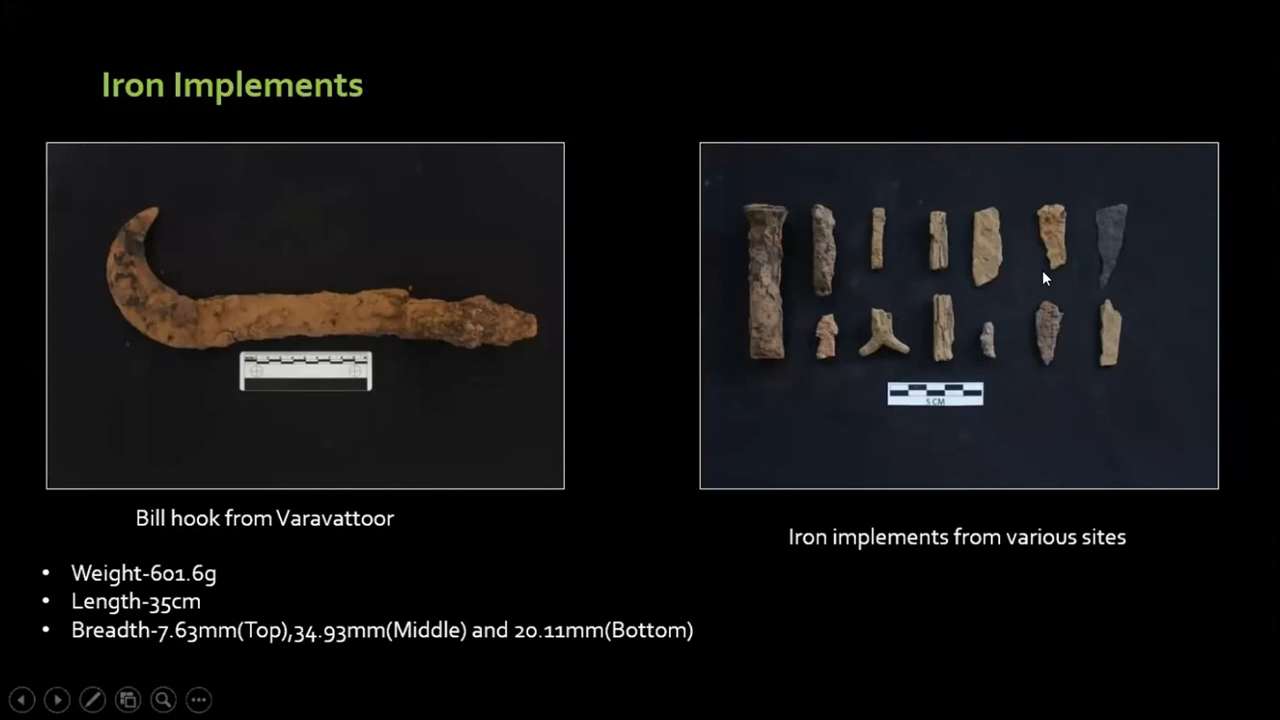 Iron Implements
5 CM
Bill hook from Varavattoor
Iron implements from various sites
• Weight-601.6g
• Length-35cm
• Breadth-7.63mm(Top),34.93mm(Middle) and 20.11mm(Bottom)